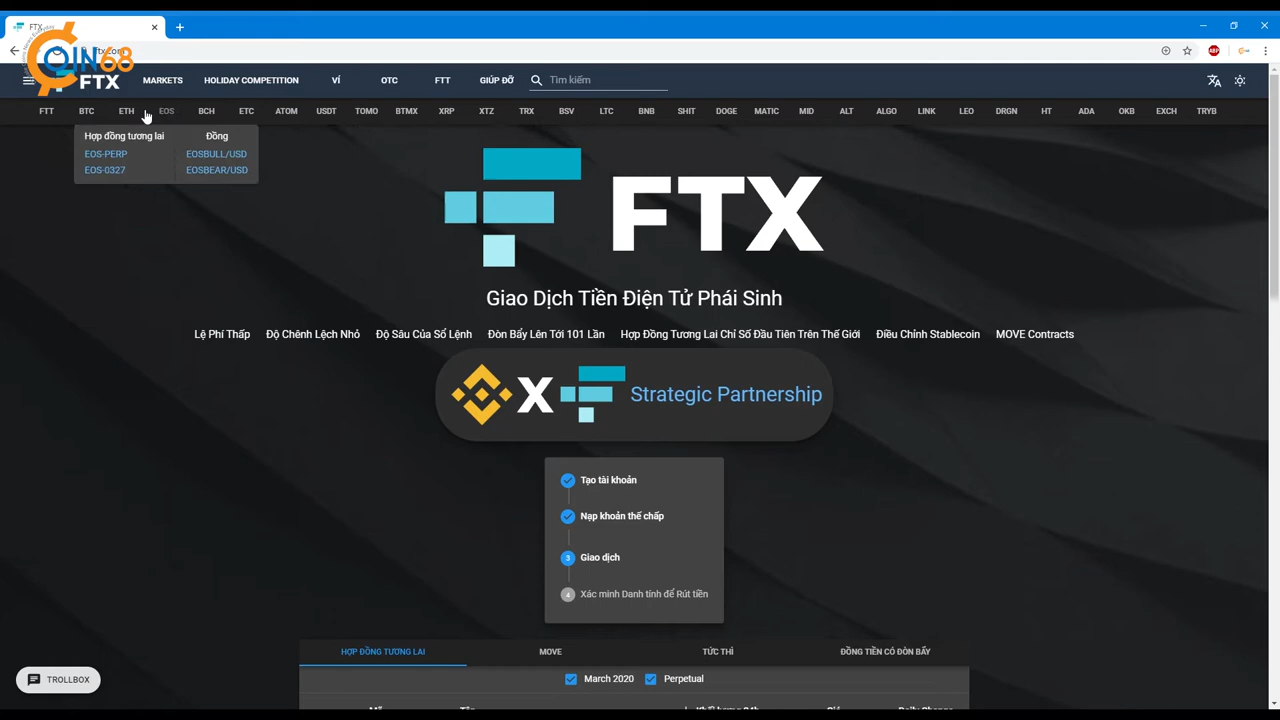 FTX
COIN68
ftx.com
FTX
MARKETS HOLIDAY COMPETITION VÍ OTC FTT GIÚP ĐỠ Tìm kiếm
FTT BTC ETH EOS BCH ETC ATOM USDT TOMO BTMX XRP XTZ TRX BSV LTC BNB SHIT DOGE MATIC MID ALT ALGO LINK LEO DRGN HT ADA OKB EXCH TRYB
Hợp đồng tương lai Đồng
EOS-PERP EOSBULL/USD
EOS-0327 EOSBEAR/USD
FTX
Giao Dịch Tiền Điện Tử Phái Sinh
Lệ Phí Thấp Độ Chênh Lệch Nhỏ Độ Sâu Của Sổ Lệnh Đòn Bẩy Lên Tới 101 Lần Hợp Đồng Tương Lai Chỉ Số Đầu Tiên Trên Thế Giới Điều Chỉnh Stablecoin MOVE Contracts
X Strategic Partnership
Tạo tài khoản
Nạp khoản thế chấp
3 Giao dịch
4 Xác minh Danh tính để Rút tiền
HỢP ĐỒNG TƯƠNG LAI MOVE TỨC THÌ ĐỒNG TIỀN CÓ ĐÒN BẨY
March 2020 Perpetual
TROLLBOX